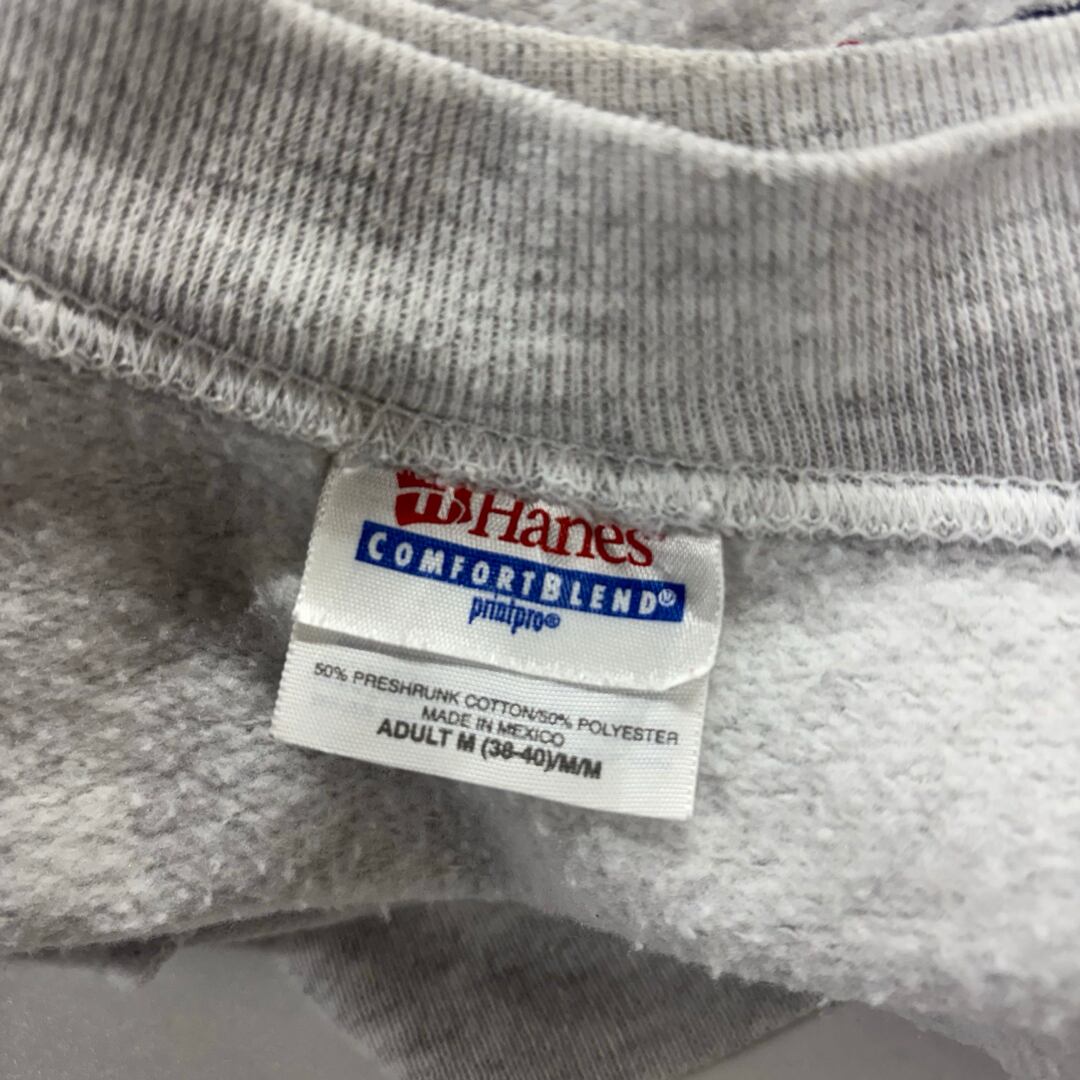 Hanes
COMFORTBLEND®
printpro®
50% PRESHRUNK COTTON/50% POLYESTER
MADE IN MEXICO
ADULT M (38-40)/M/M